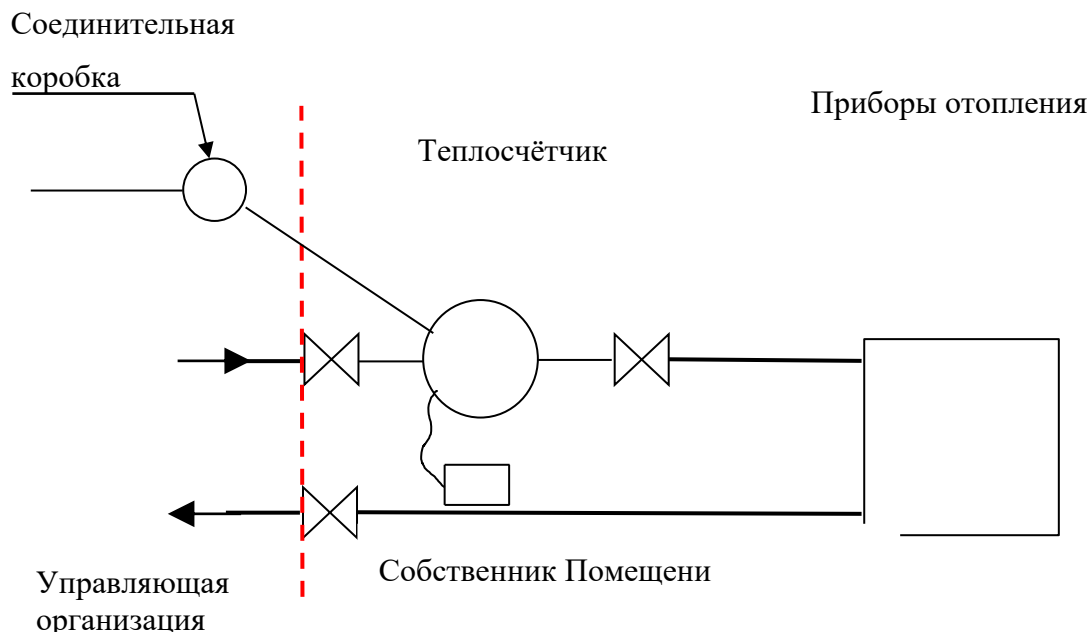 Соединительная
коробка
Приборы отопления
Теплосчётчик
Собственник Помещени
Управляющая
организация